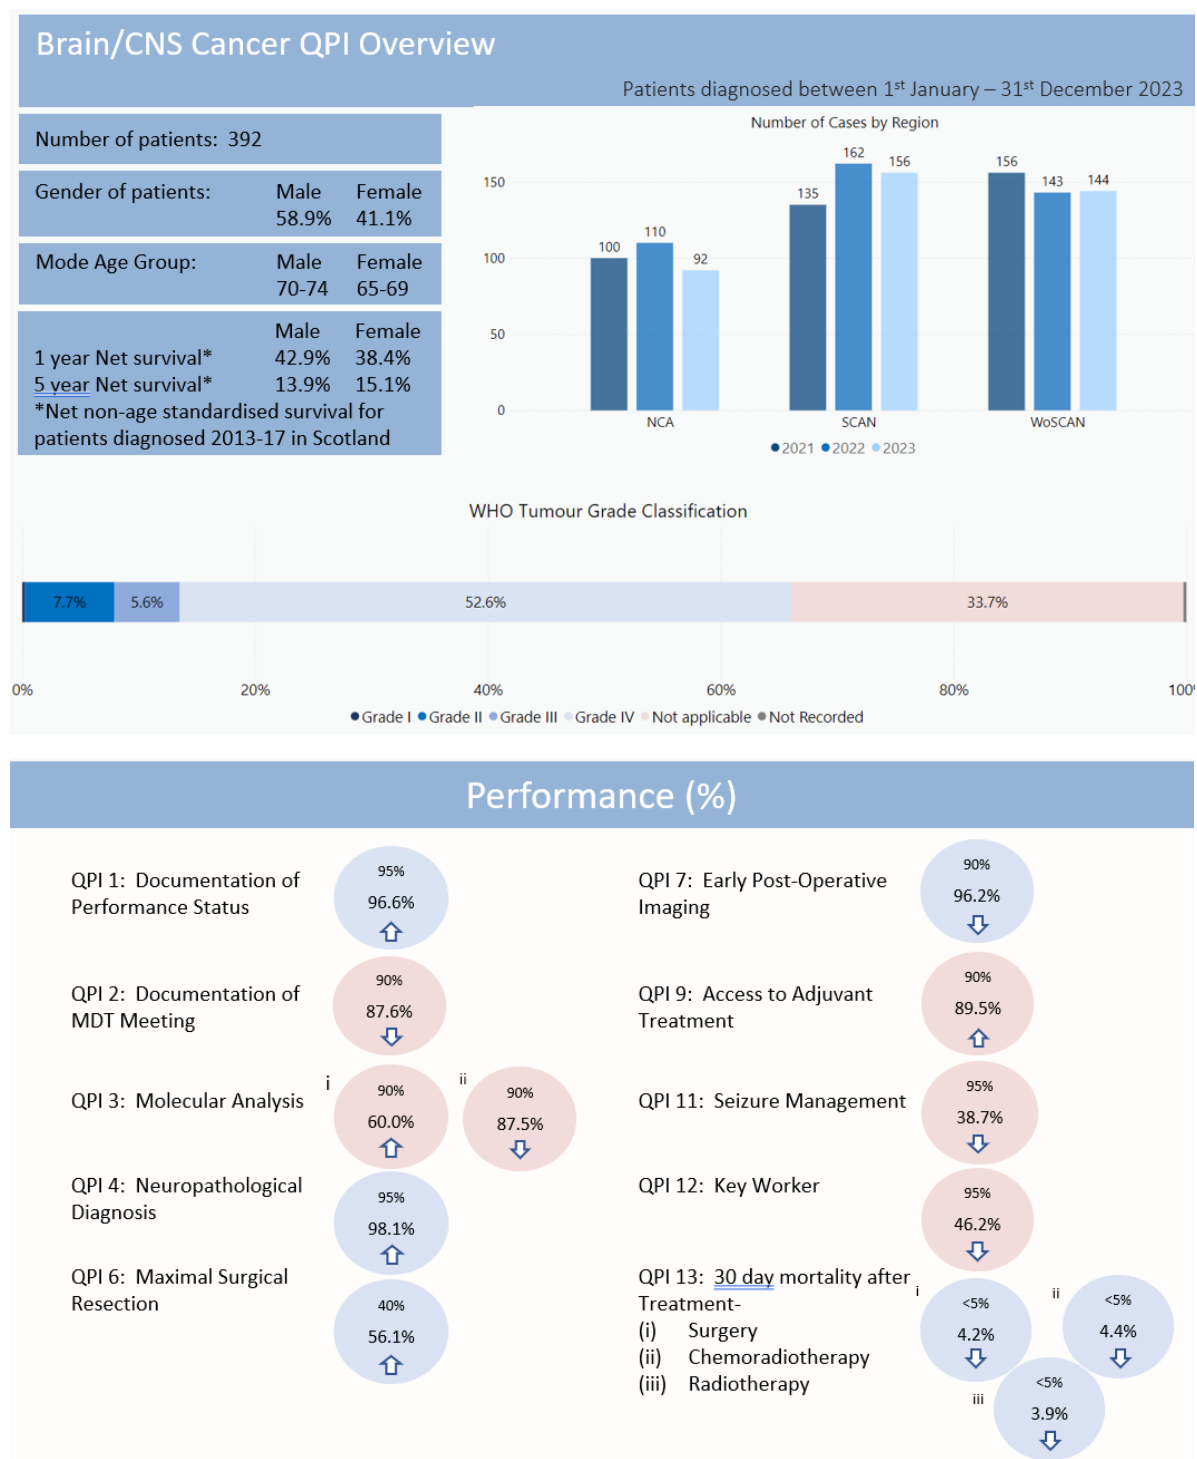 Brain/CNS Cancer QPI Overview
Patients diagnosed between 1st January – 31st December 2023
Number of patients: 392
Gender of patients: Male Female
58.9% 41.1%
Mode Age Group: Male Female
70-74 65-69
Male Female
1 year Net survival* 42.9% 38.4%
5 year Net survival* 13.9% 15.1%
*Net non-age standardised survival for
patients diagnosed 2013-17 in Scotland
Number of Cases by Region
150
100
50
0
100 110 92
135 162 156
156 143 144
NCA SCAN WoSCAN
2021 2022 2023
WHO Tumour Grade Classification
7.7% 5.6% 52.6% 33.7%
0% 20% 40% 60% 80% 100%
Grade I Grade II Grade III Grade IV Not applicable Not Recorded
Performance (%)
QPI 1: Documentation of
Performance Status
95%
96.6%
QPI 2: Documentation of
MDT Meeting
90%
87.6%
QPI 3: Molecular Analysis
i
90%
60.0%
ii
90%
87.5%
QPI 4: Neuropathological
Diagnosis
95%
98.1%
QPI 6: Maximal Surgical
Resection
40%
56.1%
QPI 7: Early Post-Operative
Imaging
90%
96.2%
QPI 9: Access to Adjuvant
Treatment
90%
89.5%
QPI 11: Seizure Management
95%
38.7%
QPI 12: Key Worker
95%
46.2%
QPI 13: 30 day mortality after
Treatment-
(i) Surgery
(ii) Chemoradiotherapy
(iii) Radiotherapy
i
<5%
4.2%
ii
<5%
4.4%
iii
<5%
3.9%